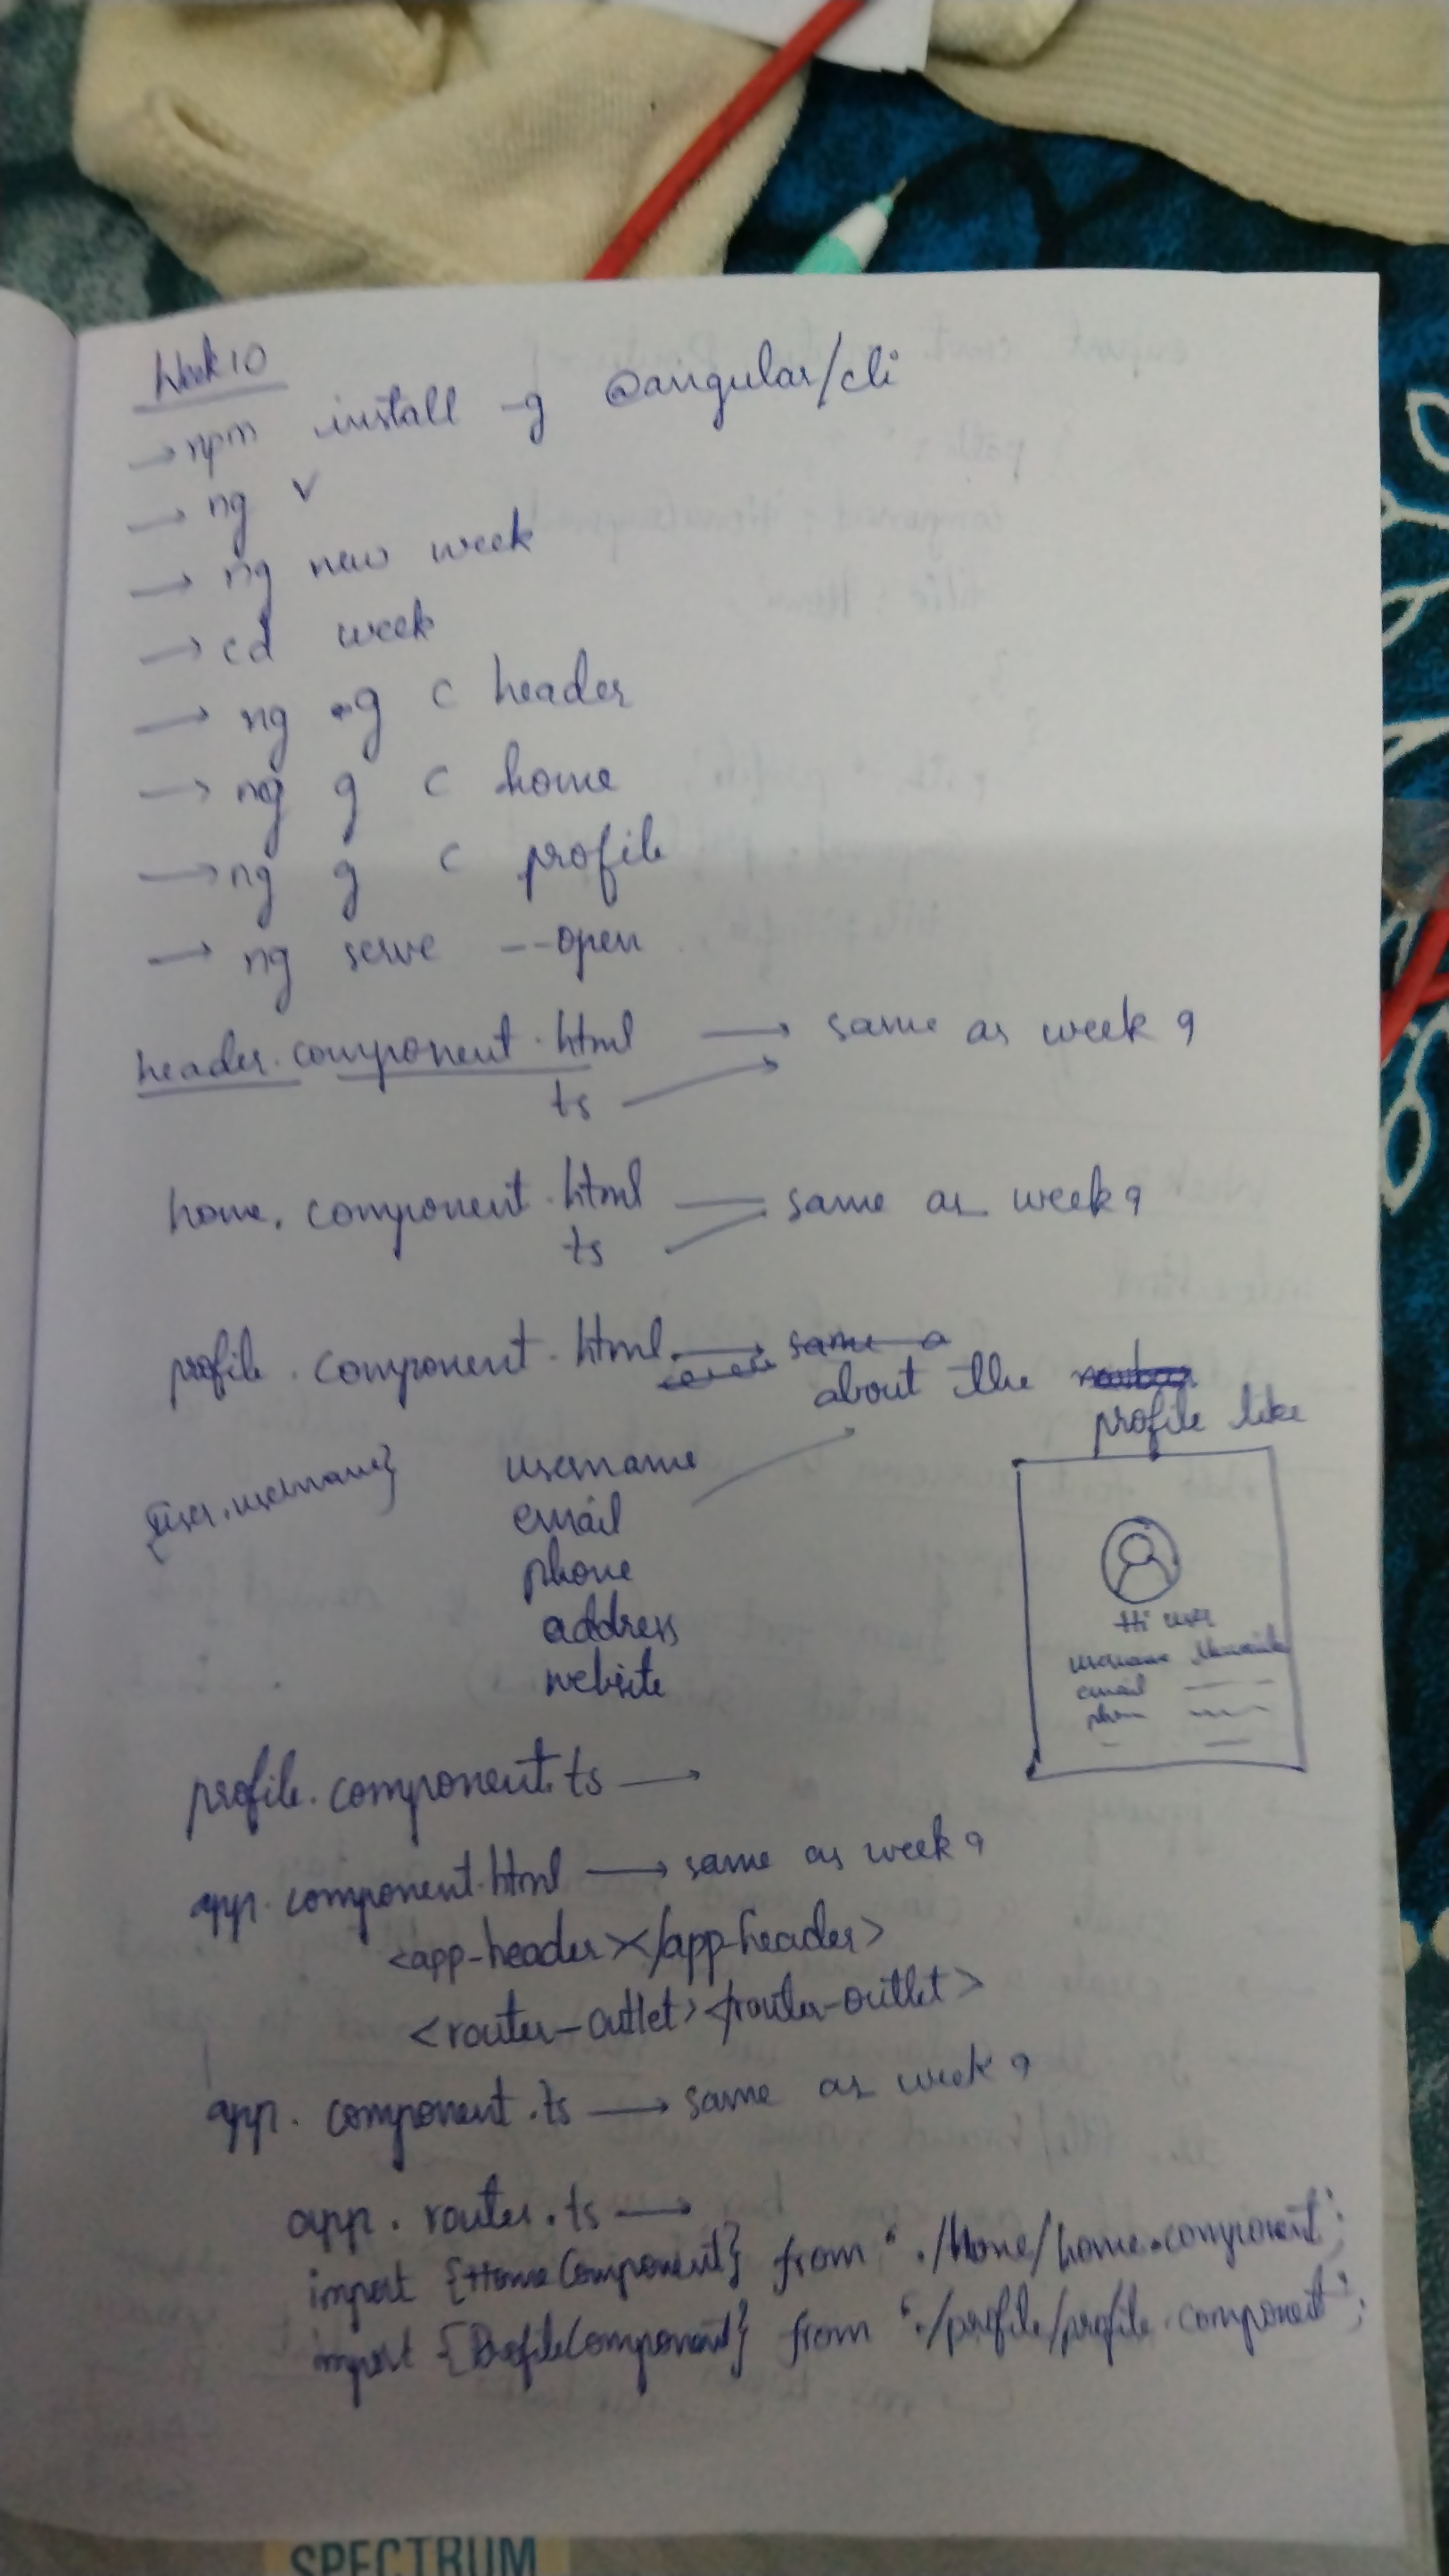 Week 10
→ npm install -g @angular/cli
→ ng v
→ ng new week
→ cd week
→ ng g c header
→ ng g c home
→ ng g c profile
→ ng serve --open
header.component.html → same as week 9
ts
home.component.html — same as week 9
ts
profile.component.html → same a
about the
profile like
{user.username}
username
email
phone
address
website
Hi user
username
email
phone
profile.component.ts →
app.component.html → same as week 9
<app-header></app-header>
<router-outlet></router-outlet>
app.component.ts → same as week 9
app.router.ts →
import {HomeComponent} from './home/home.component';
import {ProfileComponent} from './profile/profile.component';
SPECTRUM